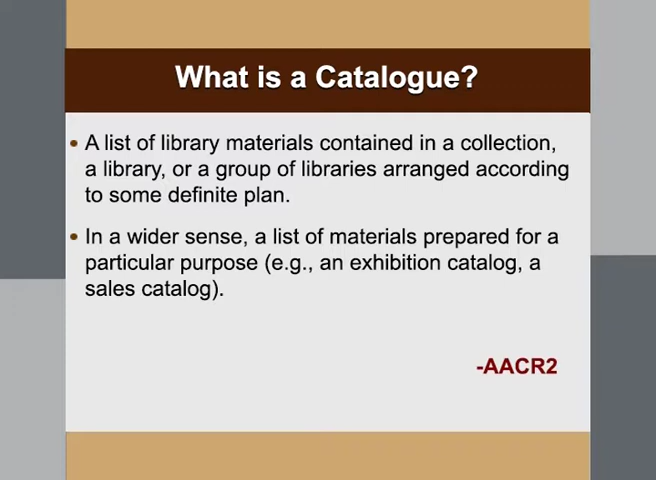 What is a Catalogue?
• A list of library materials contained in a collection,
a library, or a group of libraries arranged according
to some definite plan.
• In a wider sense, a list of materials prepared for a
particular purpose (e.g., an exhibition catalog, a
sales catalog).
-AACR2